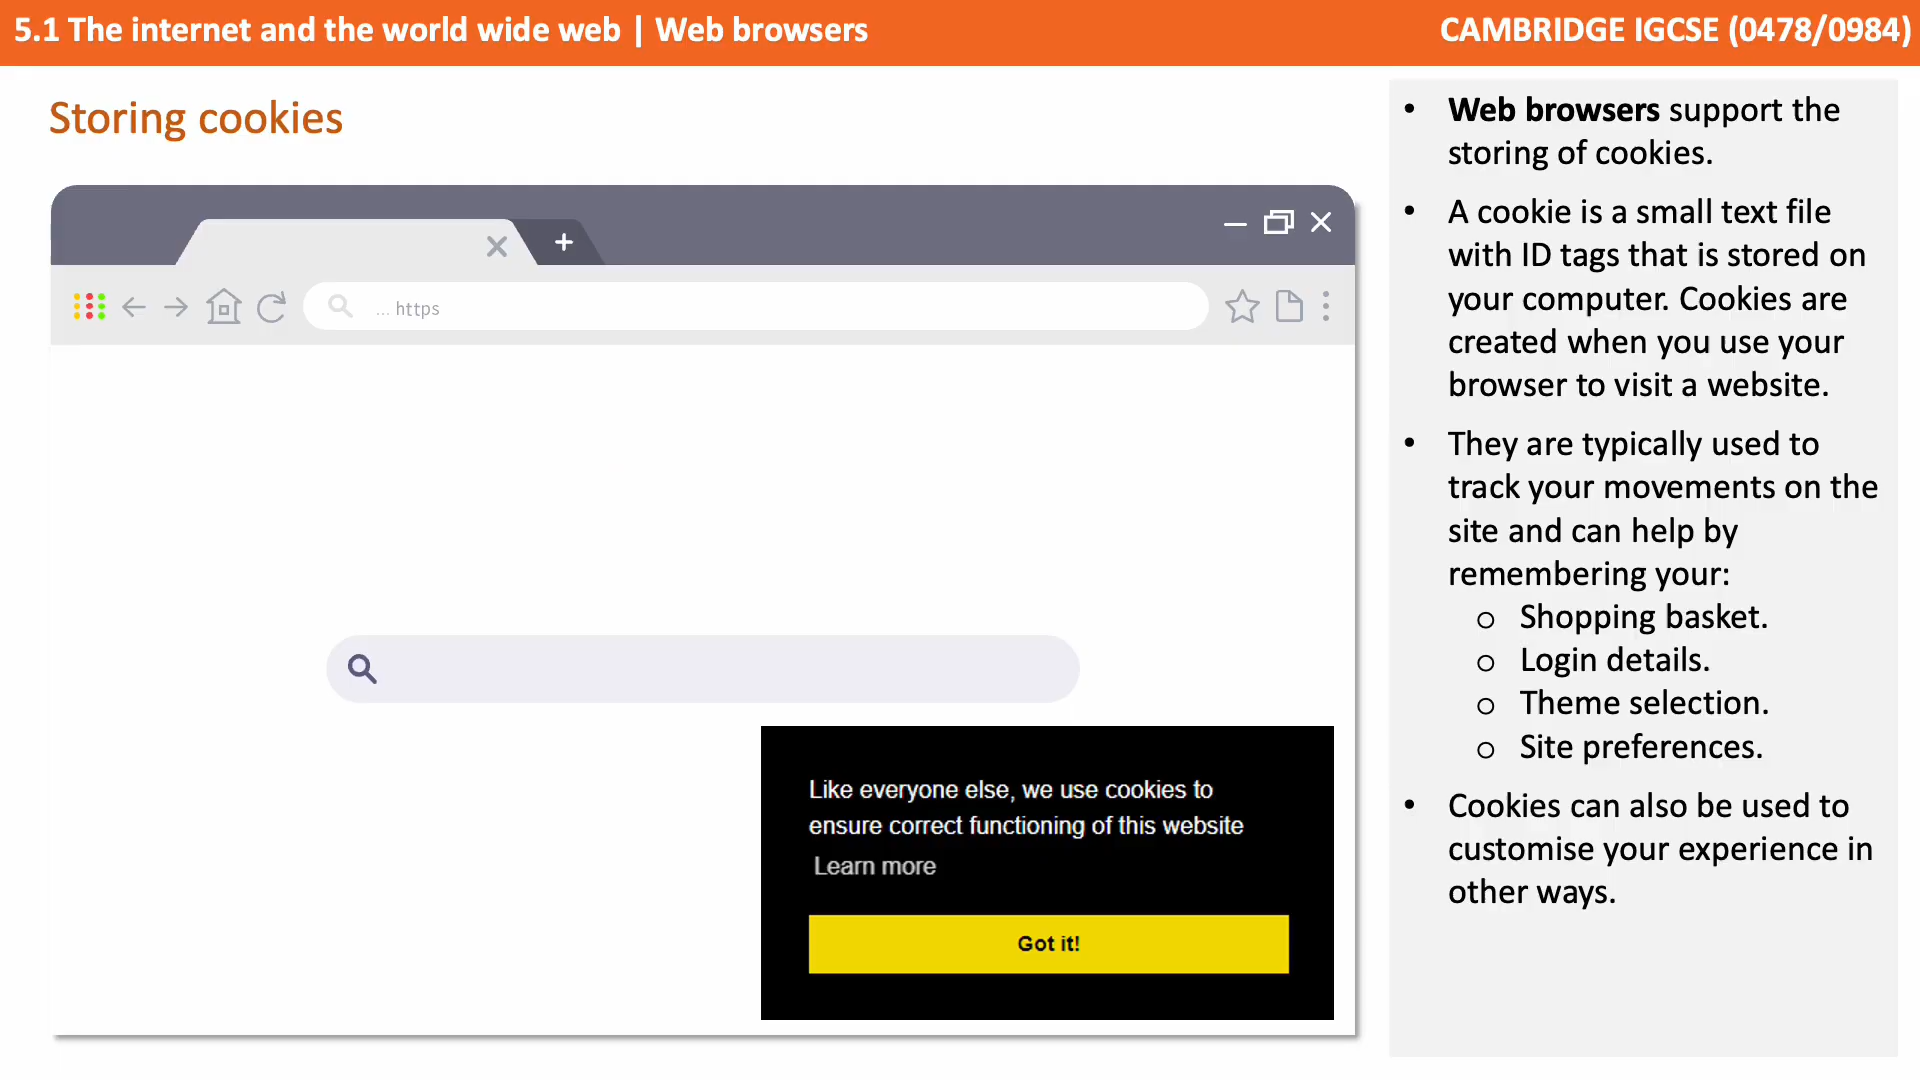 5.1 The internet and the world wide web | Web browsers
CAMBRIDGE IGCSE (0478/0984)
Storing cookies
... https
Like everyone else, we use cookies to
ensure correct functioning of this website
Learn more
Got it!
• Web browsers support the
storing of cookies.
• A cookie is a small text file
with ID tags that is stored on
your computer. Cookies are
created when you use your
browser to visit a website.
• They are typically used to
track your movements on the
site and can help by
remembering your:
o Shopping basket.
o Login details.
o Theme selection.
o Site preferences.
• Cookies can also be used to
customise your experience in
other ways.